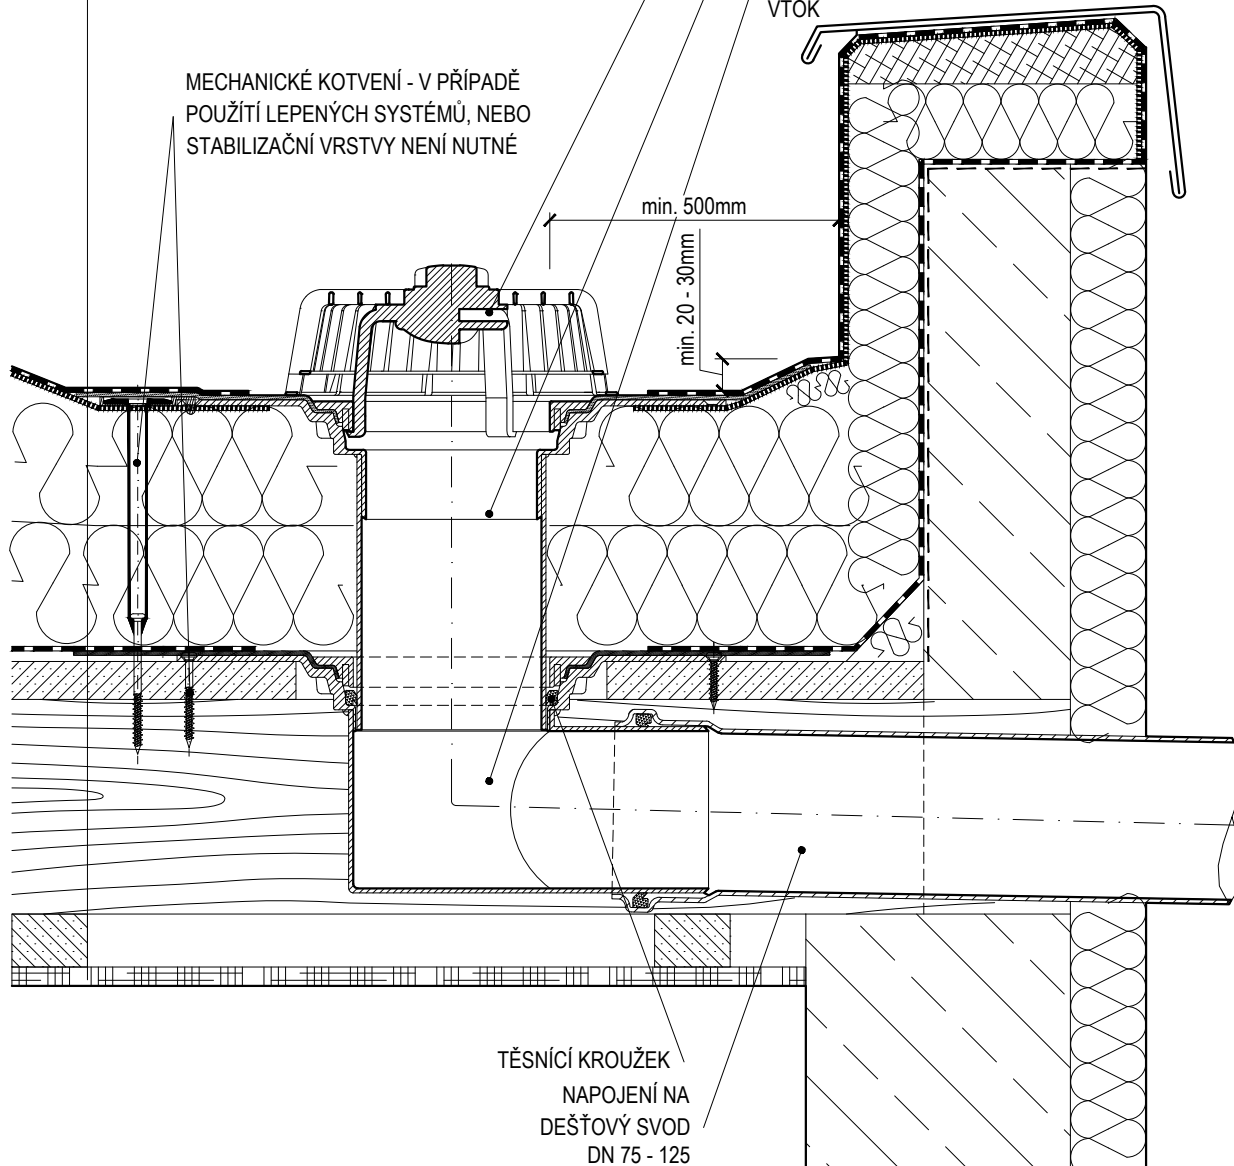 VTOK
MECHANICKÉ KOTVENÍ - V PŘÍPADĚ
POUŽÍTÍ LEPENÝCH SYSTÉMŮ, NEBO
STABILIZAČNÍ VRSTVY NENÍ NUTNÉ
min. 500mm
min. 20 - 30mm
TĚSNÍCÍ KROUŽEK
NAPOJENÍ NA
DEŠŤOVÝ SVOD
DN 75 - 125